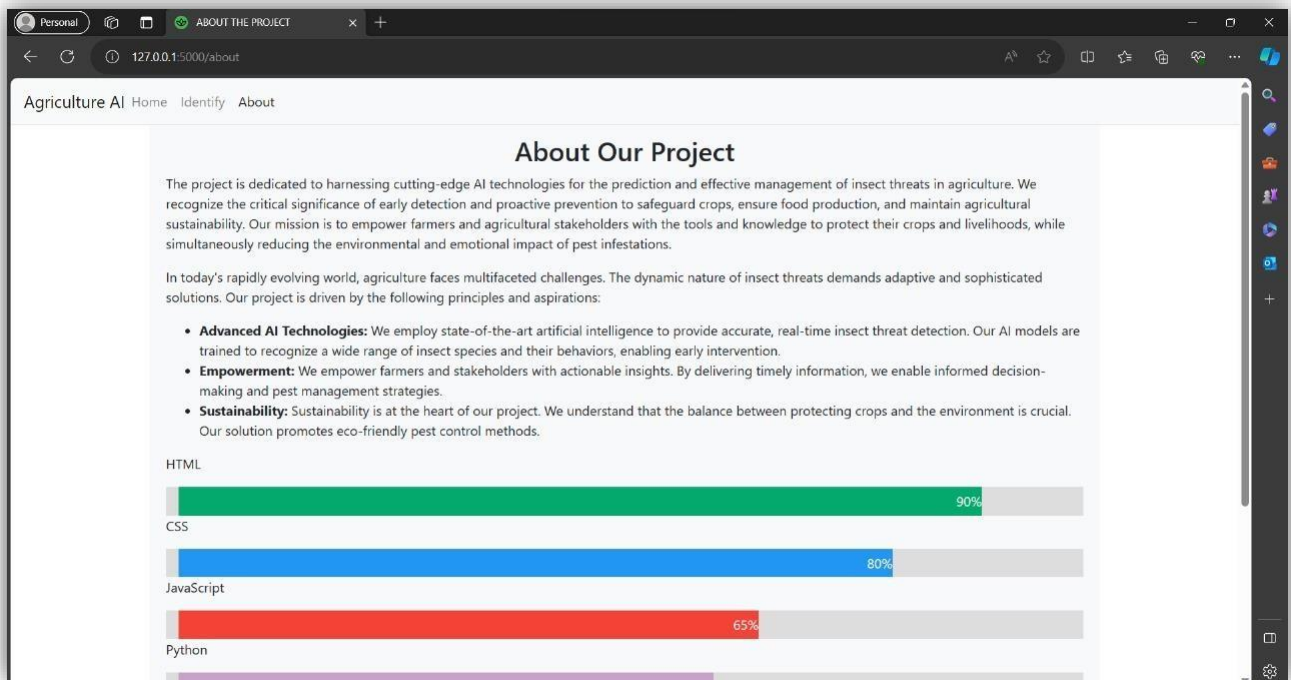 Personal
ABOUT THE PROJECT
127.0.0.1:5000/about
Agriculture AI Home Identify About
About Our Project
The project is dedicated to harnessing cutting-edge AI technologies for the prediction and effective management of insect threats in agriculture. We
recognize the critical significance of early detection and proactive prevention to safeguard crops, ensure food production, and maintain agricultural
sustainability. Our mission is to empower farmers and agricultural stakeholders with the tools and knowledge to protect their crops and livelihoods, while
simultaneously reducing the environmental and emotional impact of pest infestations.
In today's rapidly evolving world, agriculture faces multifaceted challenges. The dynamic nature of insect threats demands adaptive and sophisticated
solutions. Our project is driven by the following principles and aspirations:
• Advanced AI Technologies: We employ state-of-the-art artificial intelligence to provide accurate, real-time insect threat detection. Our AI models are
trained to recognize a wide range of insect species and their behaviors, enabling early intervention.
• Empowerment: We empower farmers and stakeholders with actionable insights. By delivering timely information, we enable informed decision-
making and pest management strategies.
• Sustainability: Sustainability is at the heart of our project. We understand that the balance between protecting crops and the environment is crucial.
Our solution promotes eco-friendly pest control methods.
HTML
90%
CSS
80%
JavaScript
65%
Python